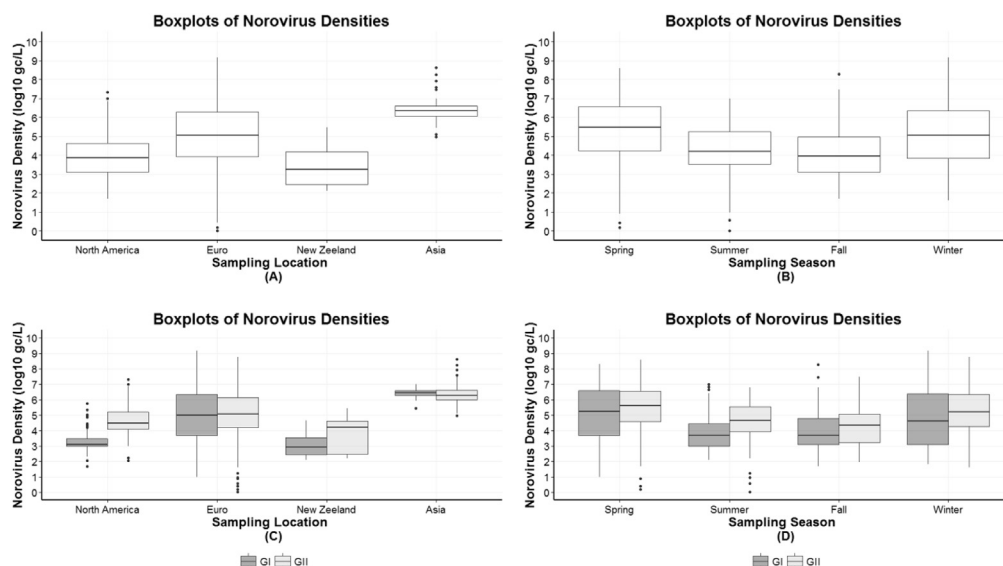 Boxplots of Norovirus Densities
Norovirus Density (log10 gc/L)
10
9
8
7
6
5
4
3
2
1
0
North America Euro New Zeeland Asia
Sampling Location
(A)
Boxplots of Norovirus Densities
Norovirus Density (log10 gc/L)
10
9
8
7
6
5
4
3
2
1
0
Spring Summer Fall Winter
Sampling Season
(B)
Boxplots of Norovirus Densities
Norovirus Density (log10 gc/L)
10
9
8
7
6
5
4
3
2
1
0
North America Euro New Zeeland Asia
Sampling Location
(C)
GI GII
Boxplots of Norovirus Densities
Norovirus Density (log10 gc/L)
10
9
8
7
6
5
4
3
2
1
0
Spring Summer Fall Winter
Sampling Season
(D)
GI GII